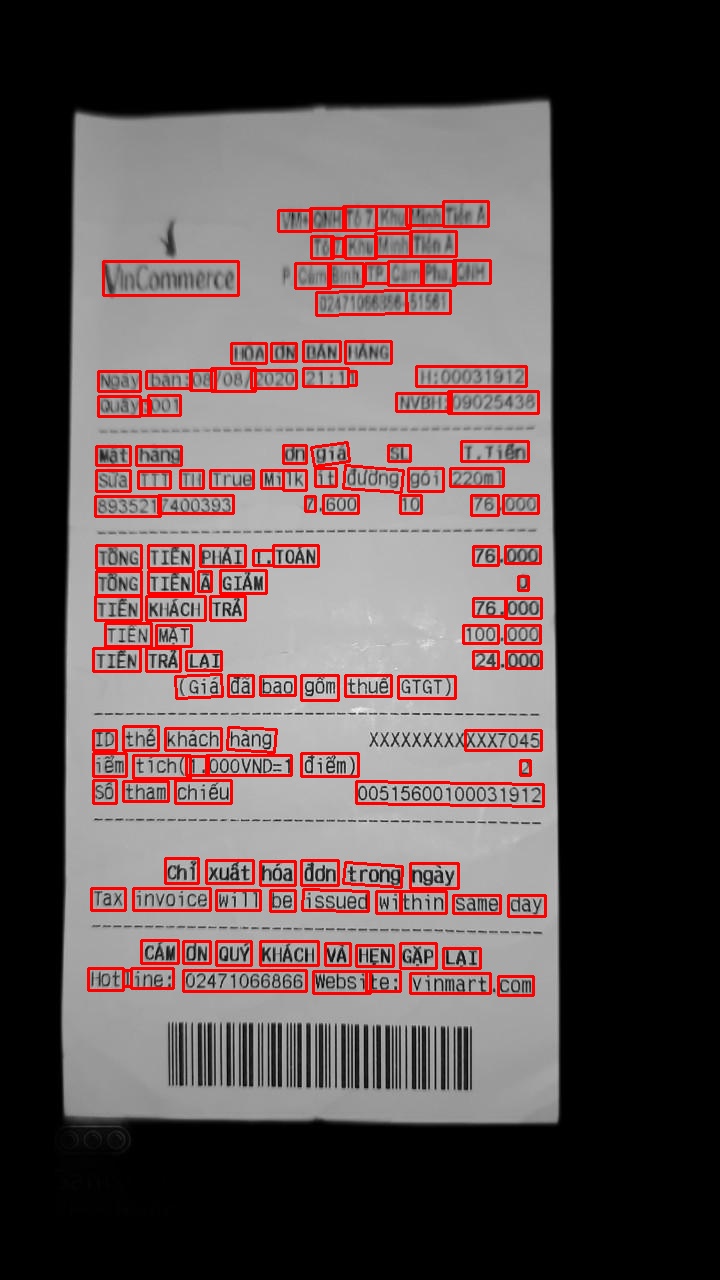 VinCommerce
VM+ QNH Tổ 7 Khu Minh Tiến A
Tổ 7 Khu Minh Tiến A
P. Cẩm Bình TP. Cẩm Phả, QNH
02471066356-51561
HÓA ĐƠN BÁN HÀNG
Ngày bán:08/08/2020 21:11 H:00031912
Quầy:001 NVBH:09025438
Mặt hàng Đơn giá SL T.Tiền
Sữa TTT TH True Milk ít đường gói 220ml
8935217400393 7.600 10 76.000
TỔNG TIỀN PHẢI T.TOÁN 76.000
TỔNG TIỀN ĐÃ GIẢM 0
TIỀN KHÁCH TRẢ 76.000
TIỀN MẶT 100.000
TIỀN TRẢ LẠI 24.000
(Giá đã bao gồm thuế GTGT)
ID thẻ khách hàng XXXXXXXXXXXX7045
Điểm tích(1.000VND=1 điểm) 2
Số tham chiếu 00515600100031912
Chỉ xuất hóa đơn trong ngày
Tax invoice will be issued within same day
CẢM ƠN QUÝ KHÁCH VÀ HẸN GẶP LẠI
Hotline: 02471066866 Website: Vinmart.com